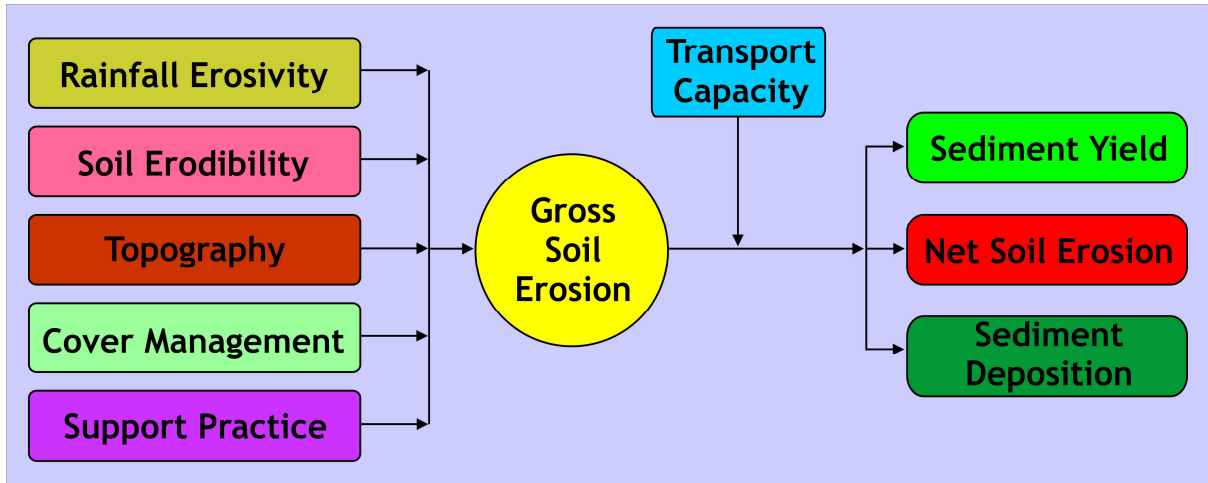 Rainfall Erosivity
Soil Erodibility
Topography
Cover Management
Support Practice
Gross
Soil
Erosion
Transport
Capacity
Sediment Yield
Net Soil Erosion
Sediment
Deposition